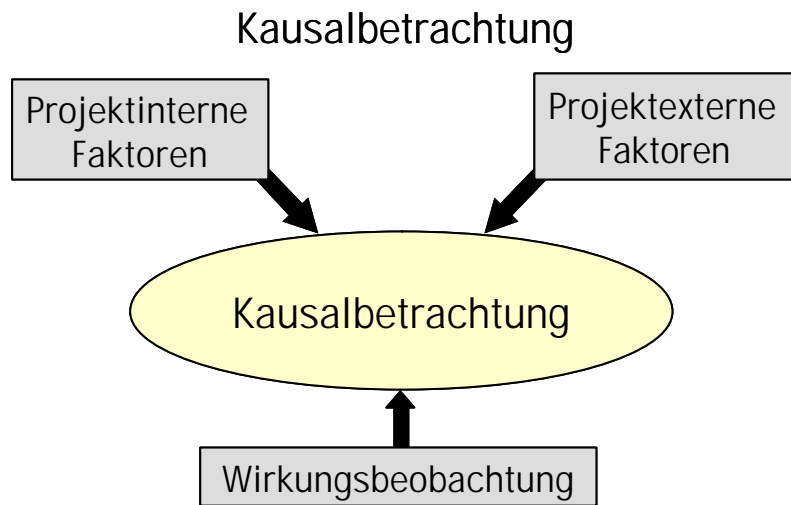 Kausalbetrachtung
Projektinterne
Faktoren
Projektexterne
Faktoren
Kausalbetrachtung
Wirkungsbeobachtung